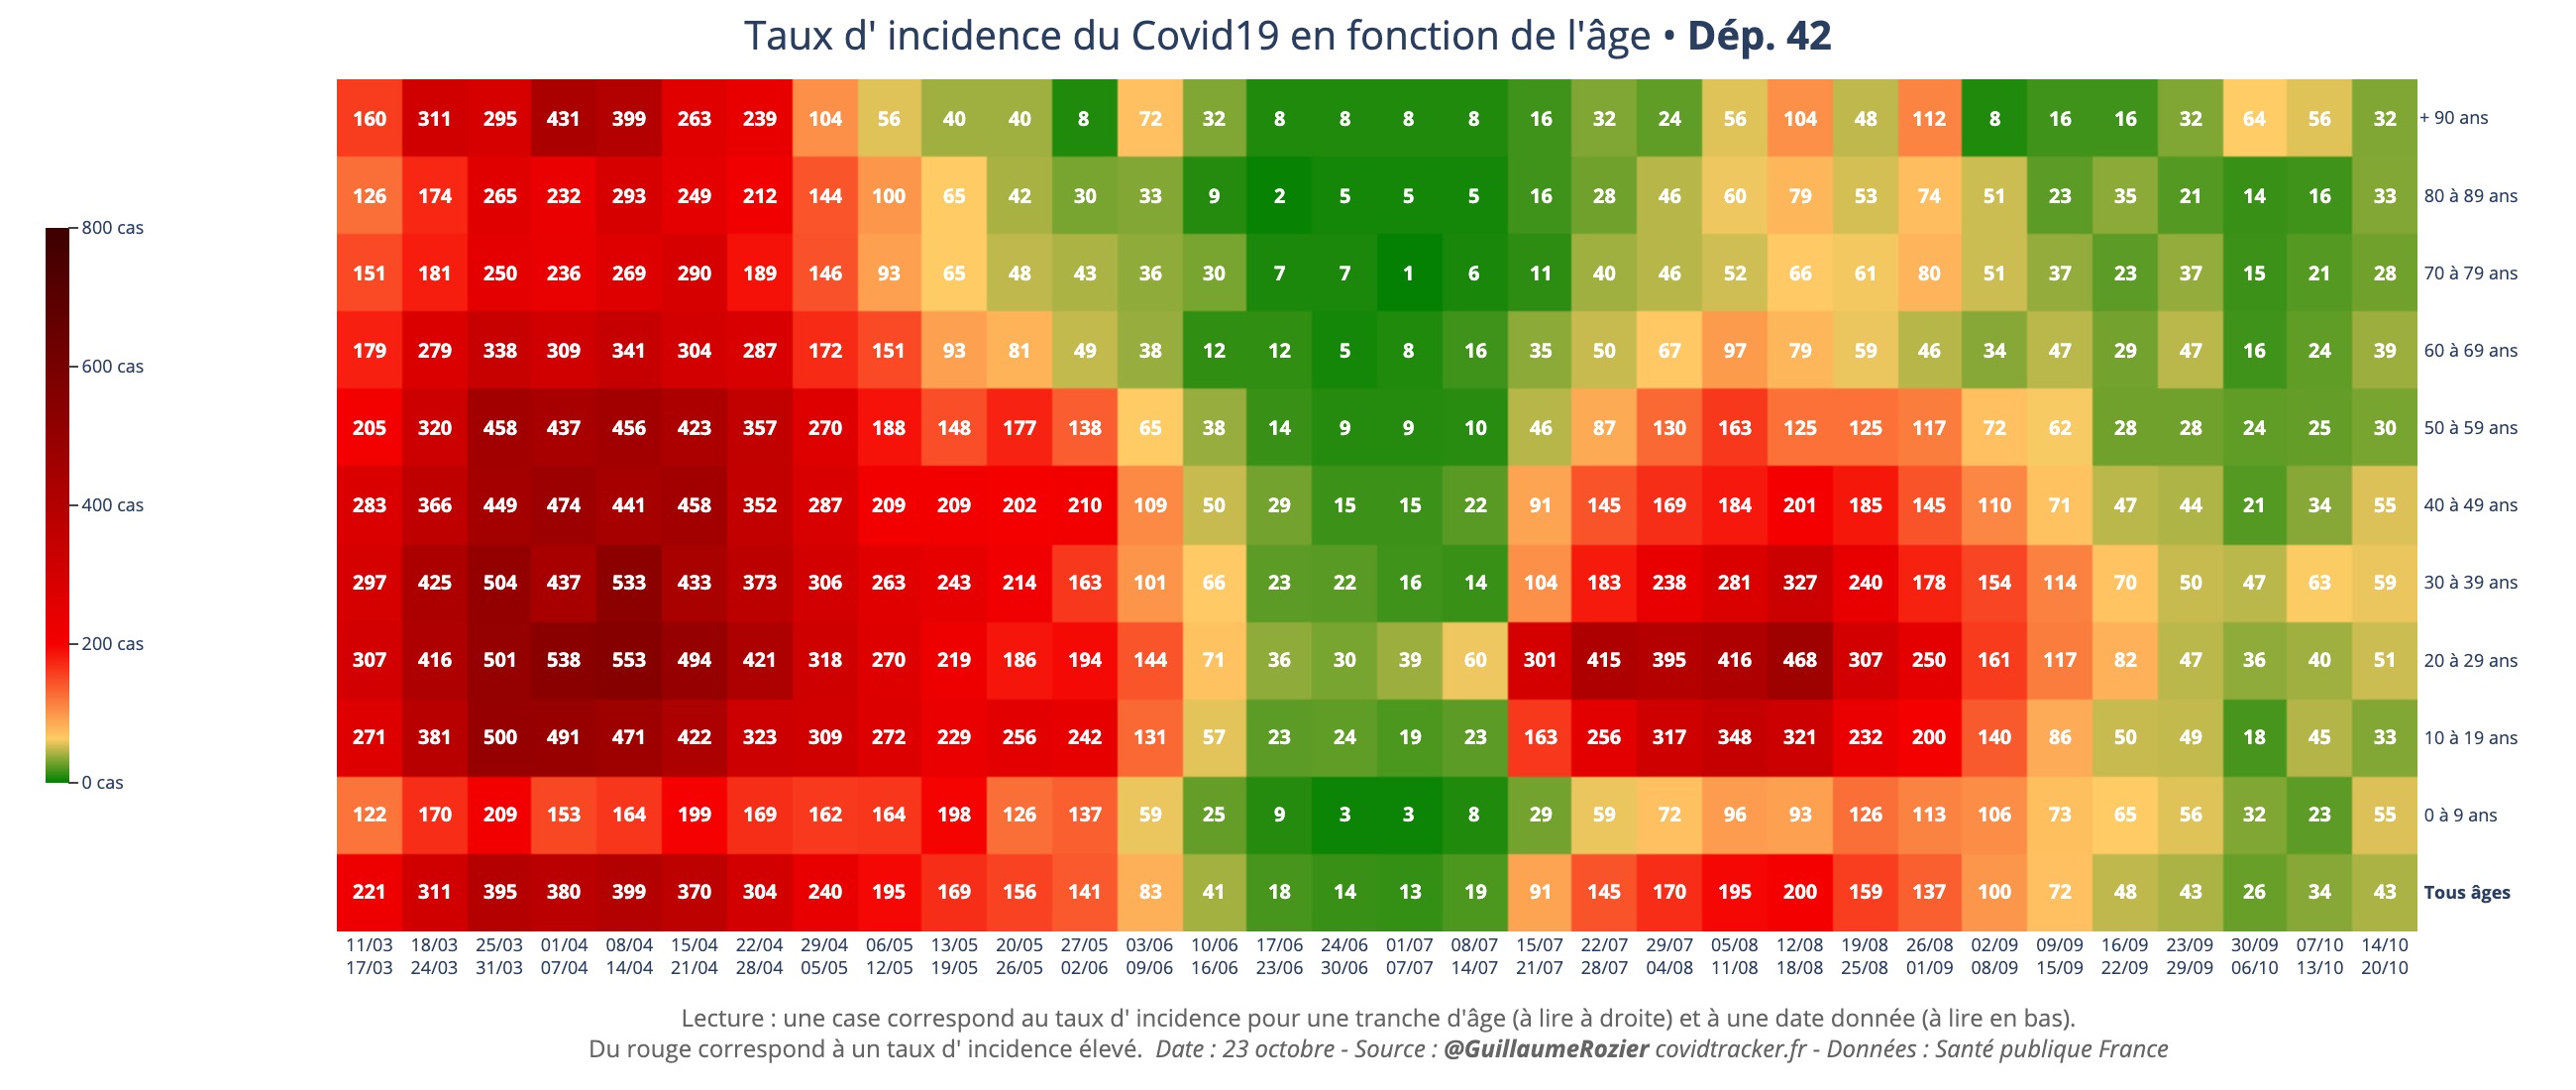 Taux d' incidence du Covid19 en fonction de l'âge • Dép. 42
800 cas
600 cas
400 cas
200 cas
0 cas
160 311 295 431 399 263 239 104 56 40 40 8 72 32 8 8 8 8 16 32 24 56 104 48 112 8 16 16 32 64 56 32 + 90 ans
126 174 265 232 293 249 212 144 100 65 42 30 33 9 2 5 5 5 16 28 46 60 79 53 74 51 23 35 21 14 16 33 80 à 89 ans
151 181 250 236 269 290 189 146 93 65 48 43 36 30 7 7 1 6 11 40 46 52 66 61 80 51 37 23 37 15 21 28 70 à 79 ans
179 279 338 309 341 304 287 172 151 93 81 49 38 12 12 5 8 16 35 50 67 97 79 59 46 34 47 29 47 16 24 39 60 à 69 ans
205 320 458 437 456 423 357 270 188 148 177 138 65 38 14 9 9 10 46 87 130 163 125 125 117 72 62 28 28 24 25 30 50 à 59 ans
283 366 449 474 441 458 352 287 209 209 202 210 109 50 29 15 15 22 91 145 169 184 201 185 145 110 71 47 44 21 34 55 40 à 49 ans
297 425 504 437 533 433 373 306 263 243 214 163 101 66 23 22 16 14 104 183 238 281 327 240 178 154 114 70 50 47 63 59 30 à 39 ans
307 416 501 538 553 494 421 318 270 219 186 194 144 71 36 30 39 60 301 415 395 416 468 307 250 161 117 82 47 36 40 51 20 à 29 ans
271 381 500 491 471 422 323 309 272 229 256 242 131 57 23 24 19 23 163 256 317 348 321 232 200 140 86 50 49 18 45 33 10 à 19 ans
122 170 209 153 164 199 169 162 164 198 126 137 59 25 9 3 3 8 29 59 72 96 93 126 113 106 73 65 56 32 23 55 0 à 9 ans
221 311 395 380 399 370 304 240 195 169 156 141 83 41 18 14 13 19 91 145 170 195 200 159 137 100 72 48 43 26 34 43 Tous âges
11/03 18/03 25/03 01/04 08/04 15/04 22/04 29/04 06/05 13/05 20/05 27/05 03/06 10/06 17/06 24/06 01/07 08/07 15/07 22/07 29/07 05/08 12/08 19/08 26/08 02/09 09/09 16/09 23/09 30/09 07/10 14/10
17/03 24/03 31/03 07/04 14/04 21/04 28/04 05/05 12/05 19/05 26/05 02/06 09/06 16/06 23/06 30/06 07/07 14/07 21/07 28/07 04/08 11/08 18/08 25/08 01/09 08/09 15/09 22/09 29/09 06/10 13/10 20/10
Lecture : une case correspond au taux d' incidence pour une tranche d'âge (à lire à droite) et à une date donnée (à lire en bas).
Du rouge correspond à un taux d' incidence élevé. Date : 23 octobre - Source : @GuillaumeRozier covidtracker.fr - Données : Santé publique France